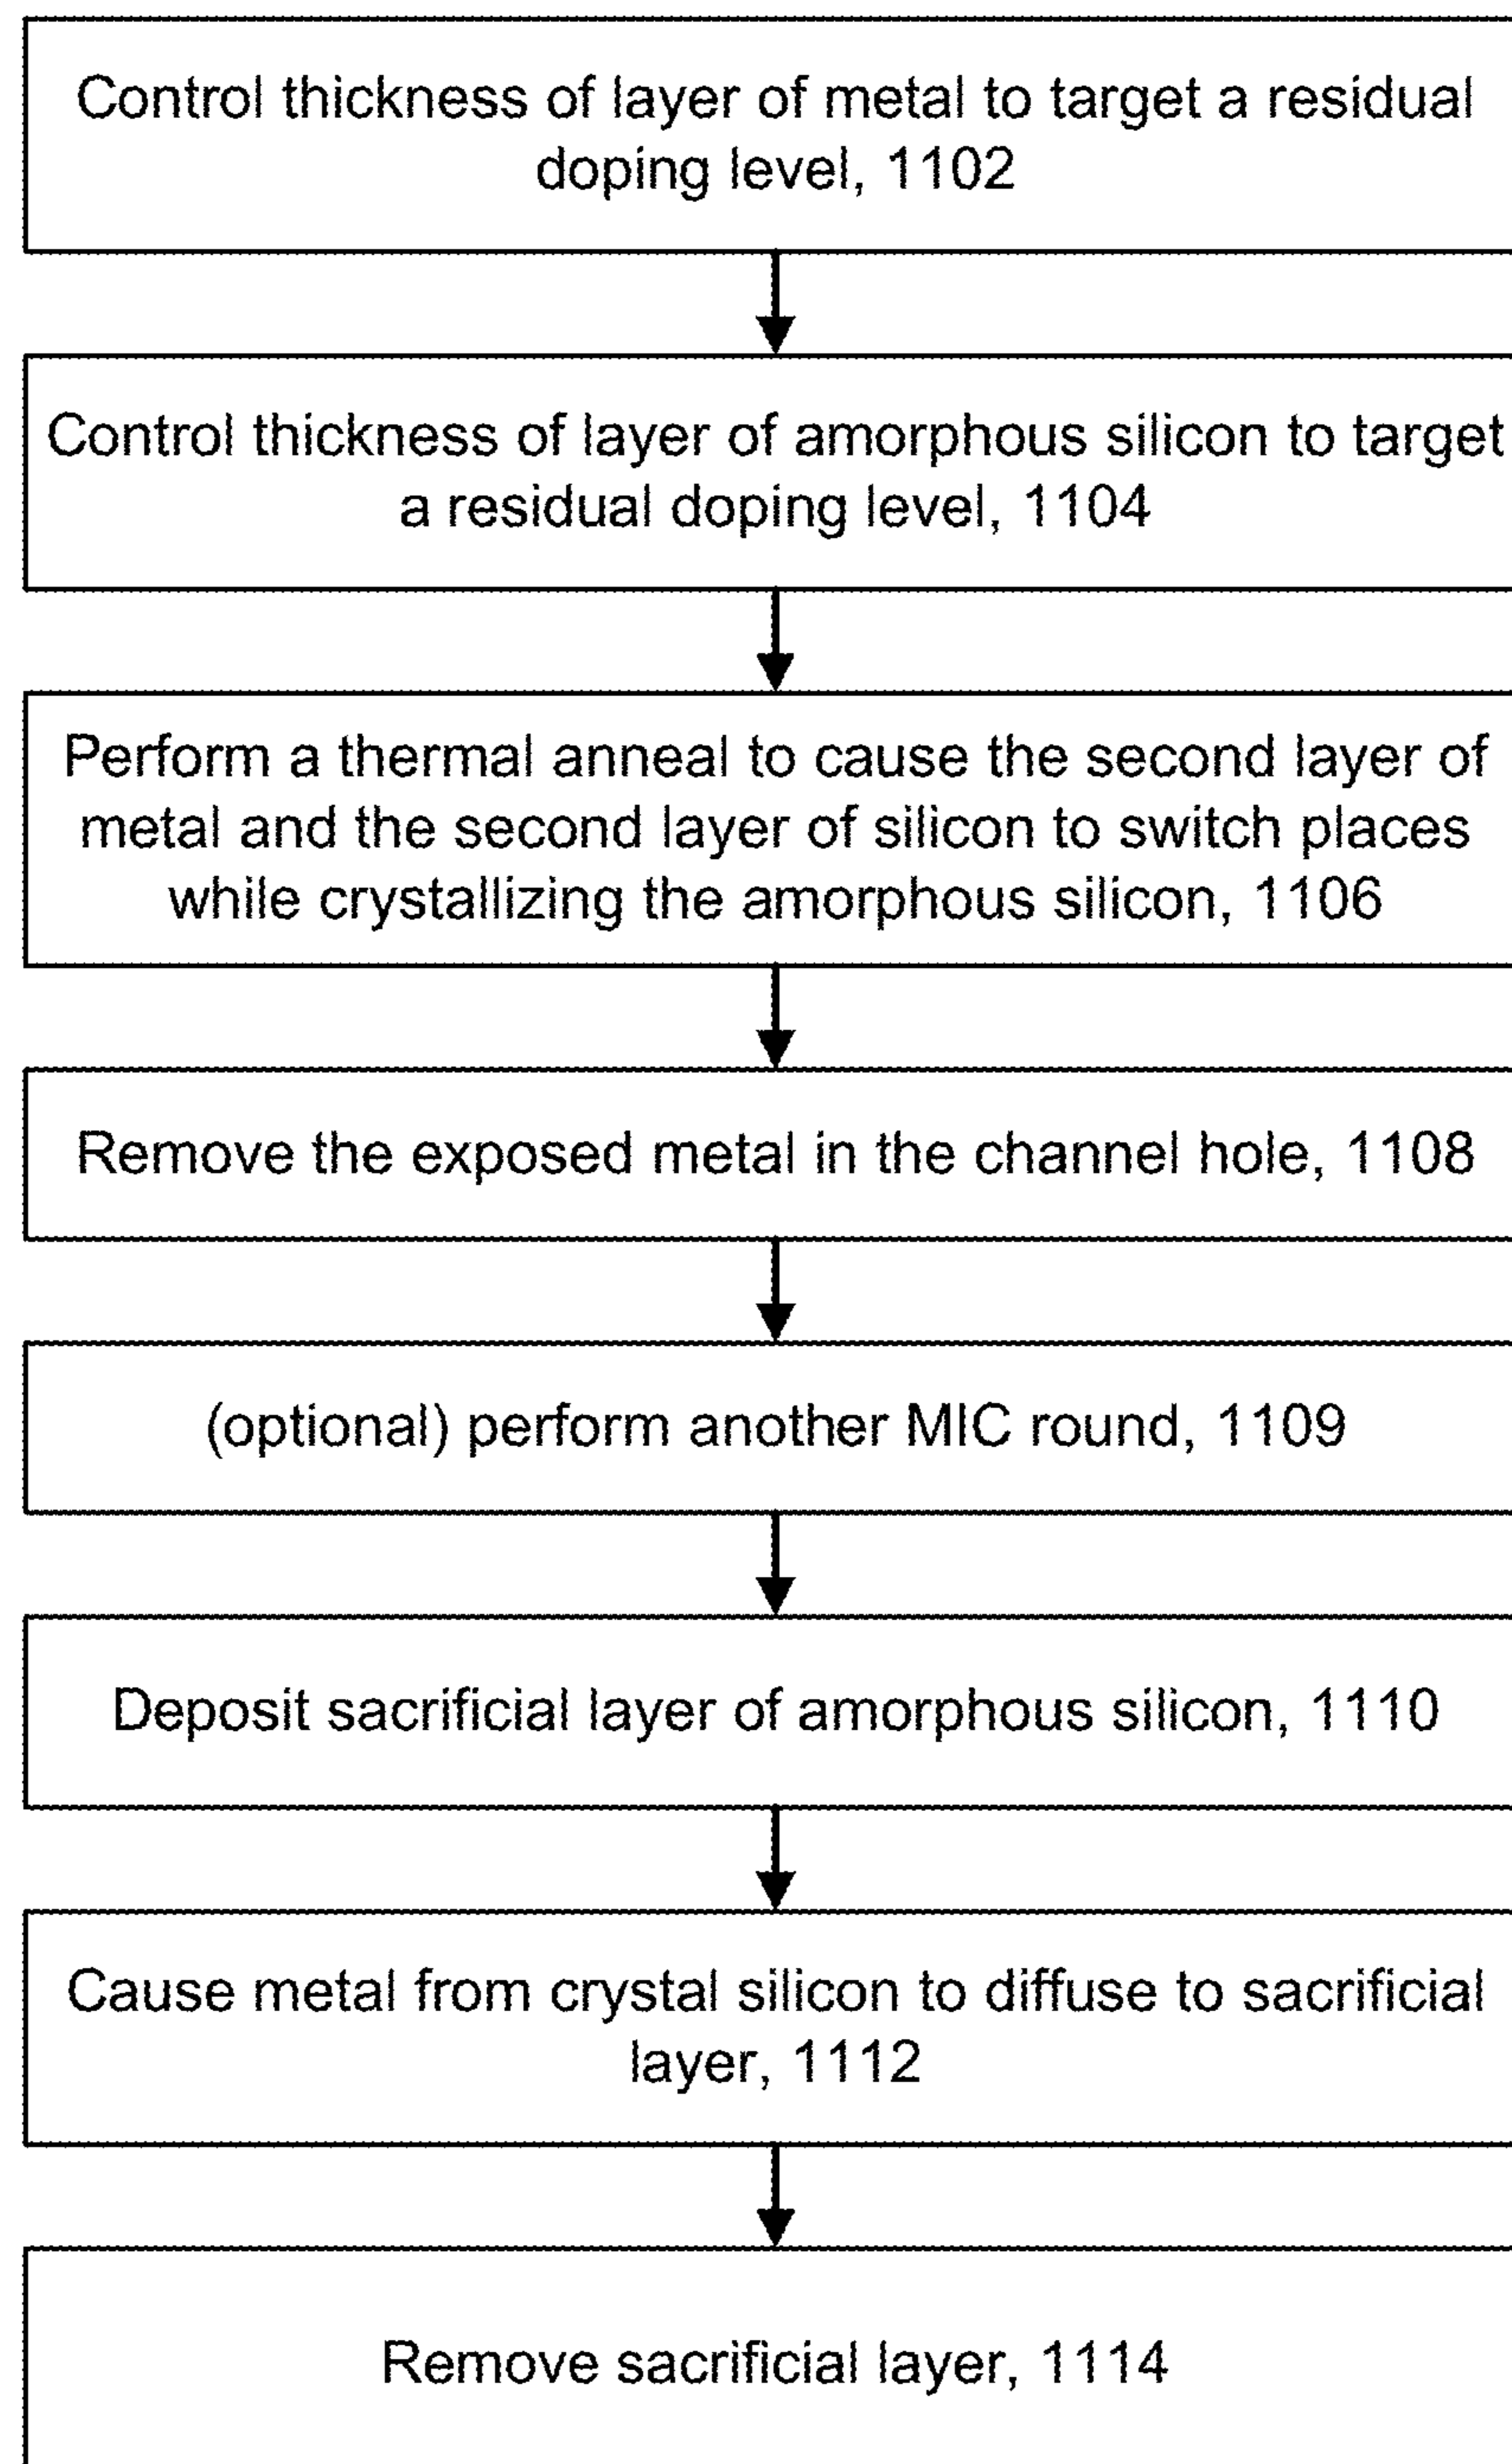 Control thickness of layer of metal to target a residual
doping level, 1102
Control thickness of layer of amorphous silicon to target
a residual doping level, 1104
Perform a thermal anneal to cause the second layer of
metal and the second layer of silicon to switch places
while crystallizing the amorphous silicon, 1106
Remove the exposed metal in the channel hole, 1108
(optional) perform another MIC round, 1109
Deposit sacrificial layer of amorphous silicon, 1110
Cause metal from crystal silicon to diffuse to sacrificial
layer, 1112
Remove sacrificial layer, 1114